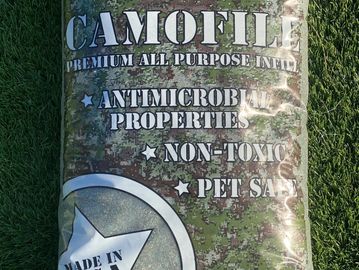 CAMOFILL
PREMIUM ALL PURPOSE INFILL
★ ANTIMICROBIAL
PROPERTIES
★ NON-TOXIC
★ PET SAFE
MADE IN